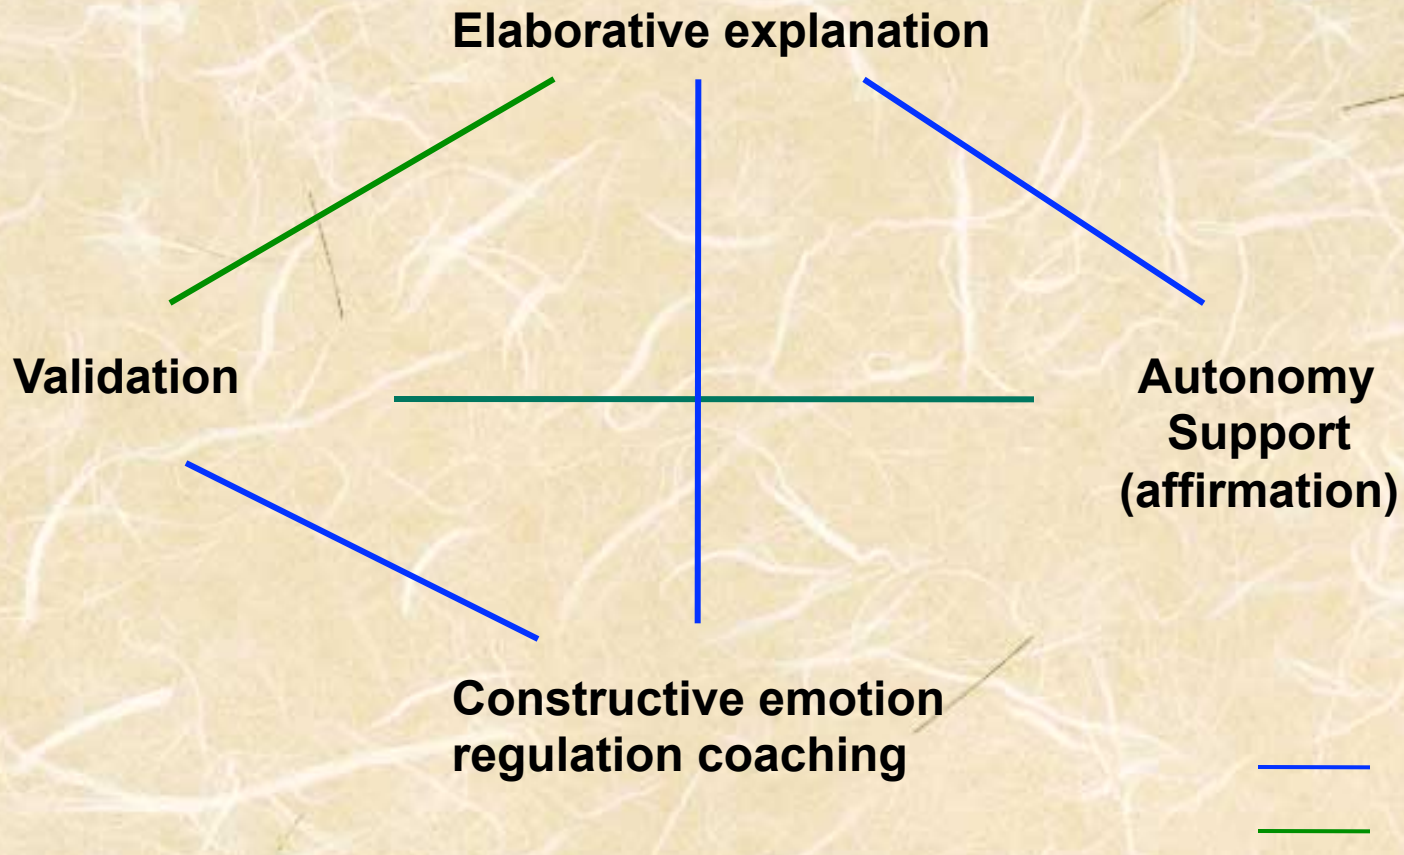 Elaborative explanation
Validation
Autonomy
Support
(affirmation)
Constructive emotion
regulation coaching